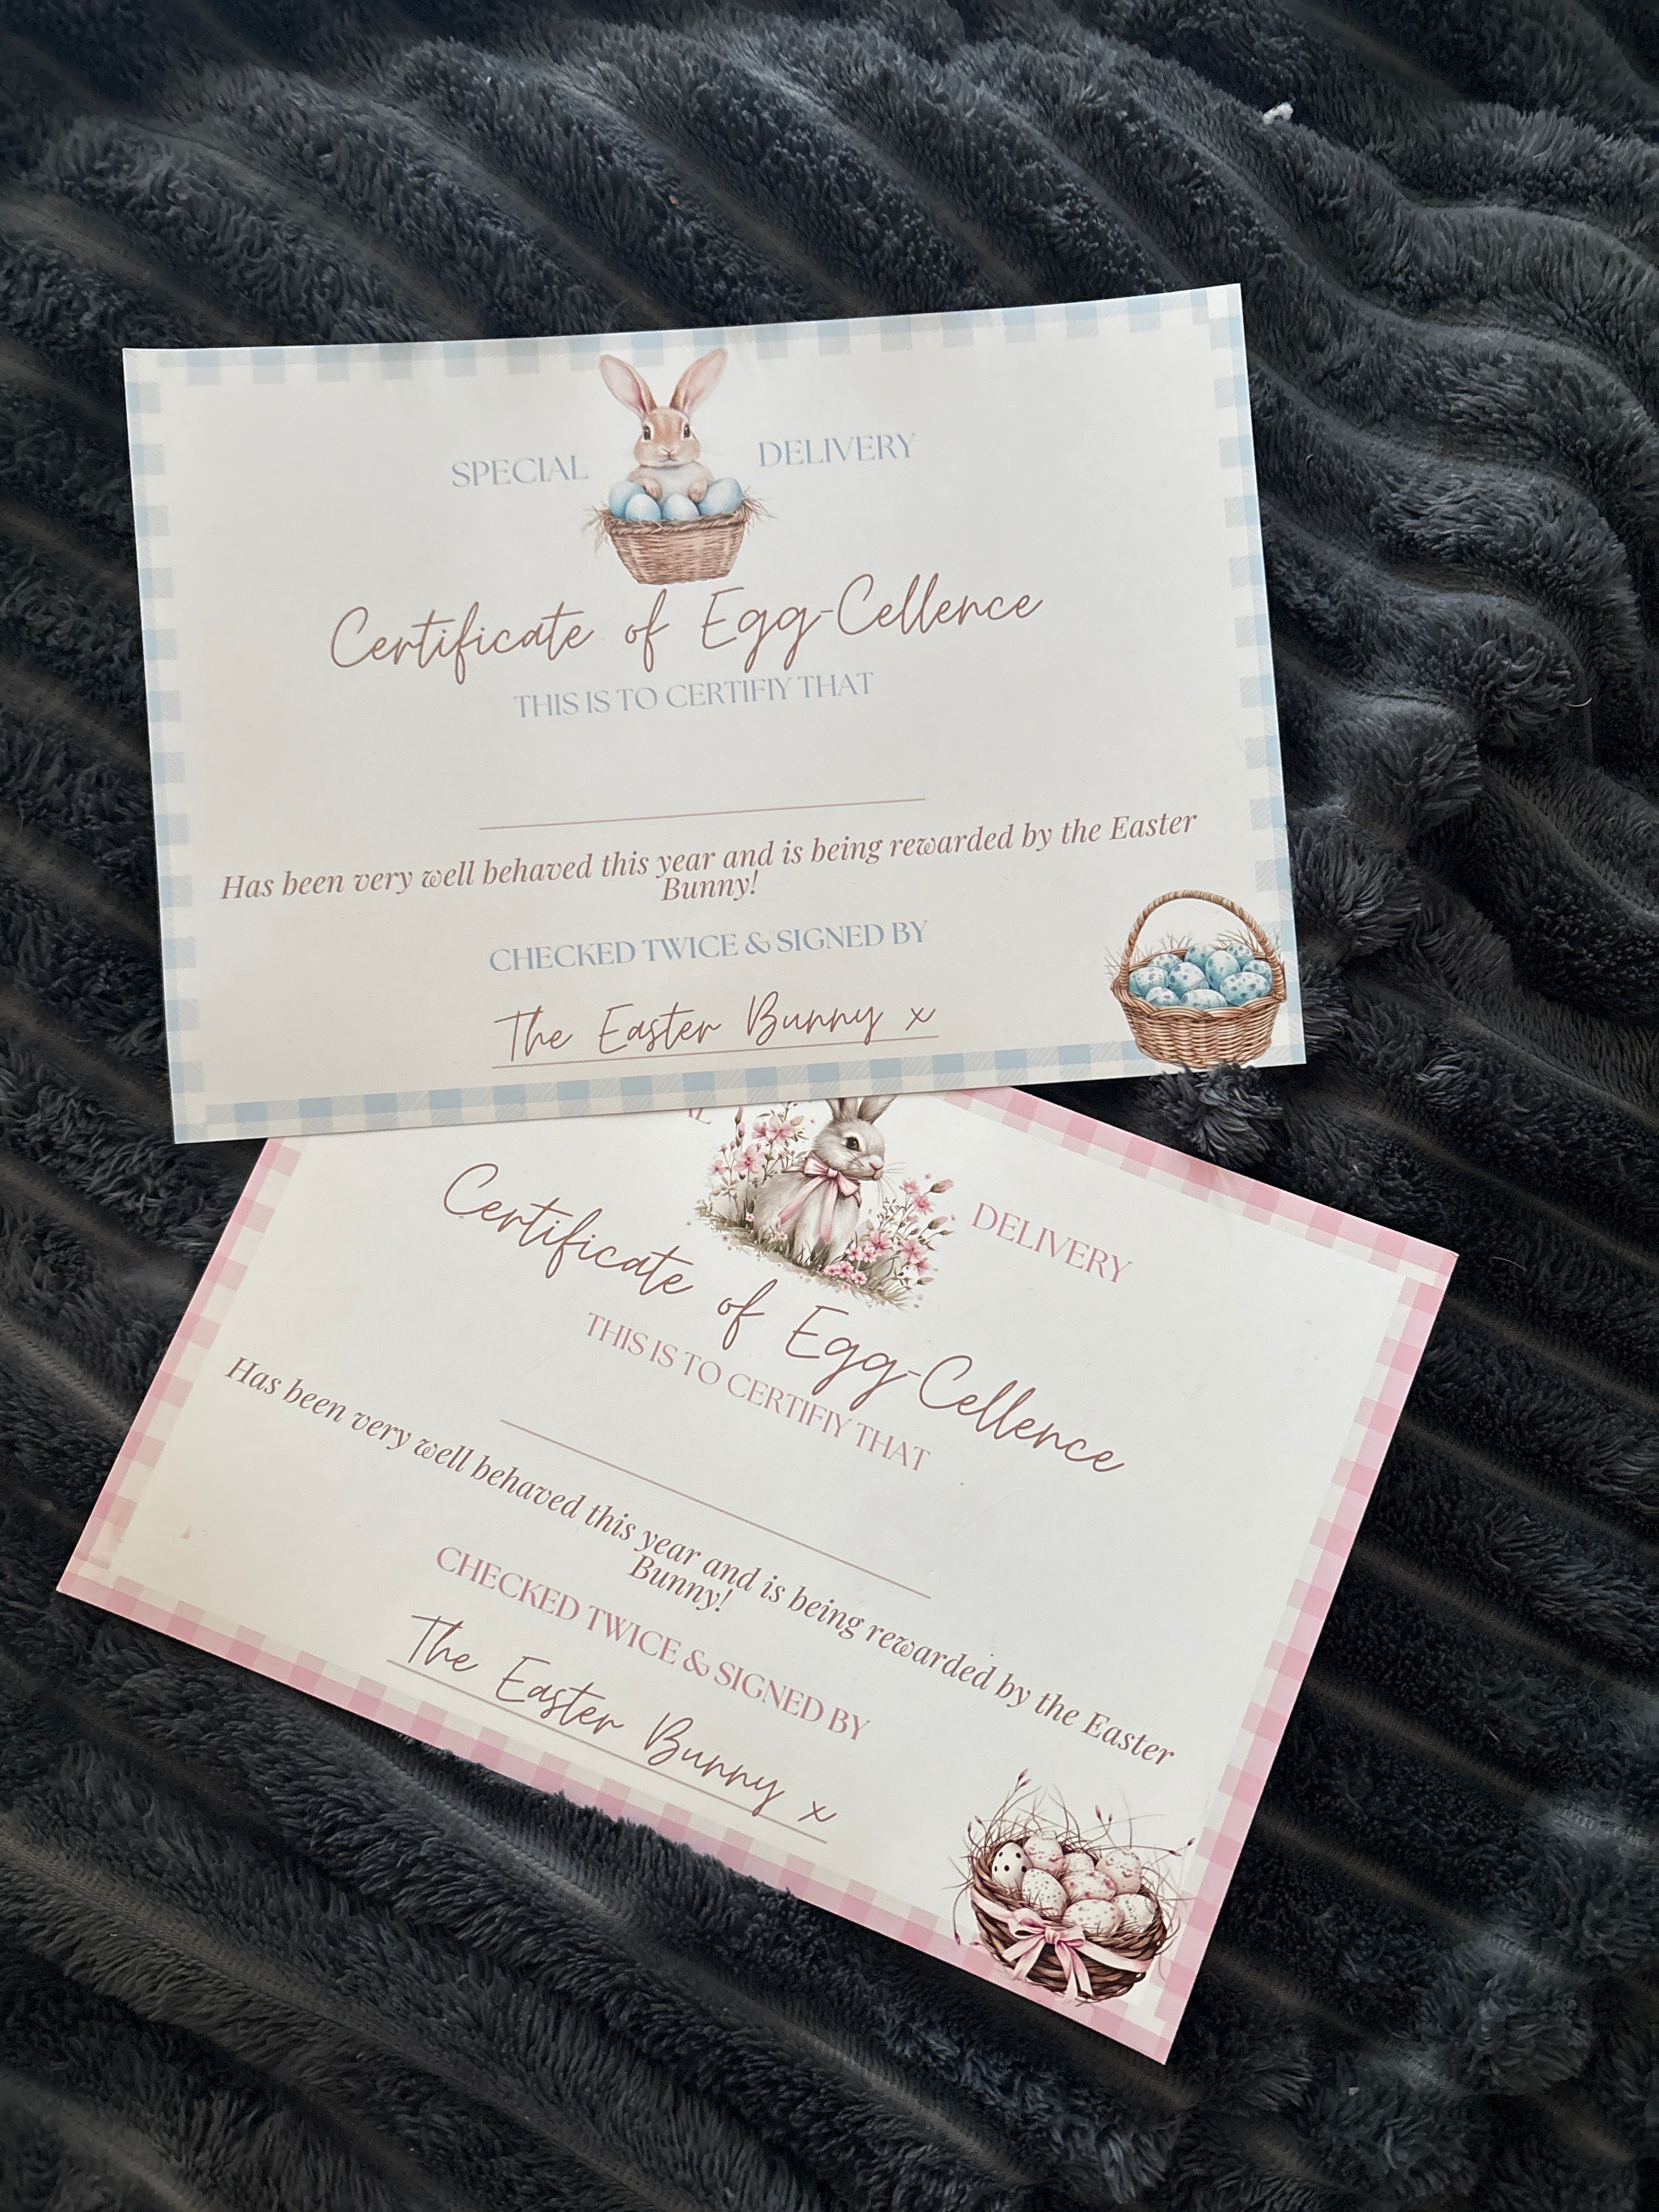 SPECIAL DELIVERY
Certificate of Egg-Cellence
THIS IS TO CERTIFIY THAT
Has been very well behaved this year and is being rewarded by the Easter
Bunny!
CHECKED TWICE & SIGNED BY
The Easter Bunny x
DELIVERY
Certificate of Egg-Cellence
THIS IS TO CERTIFIY THAT
Has been very well behaved this year and is being rewarded by the Easter
Bunny!
CHECKED TWICE & SIGNED BY
The Easter Bunny x